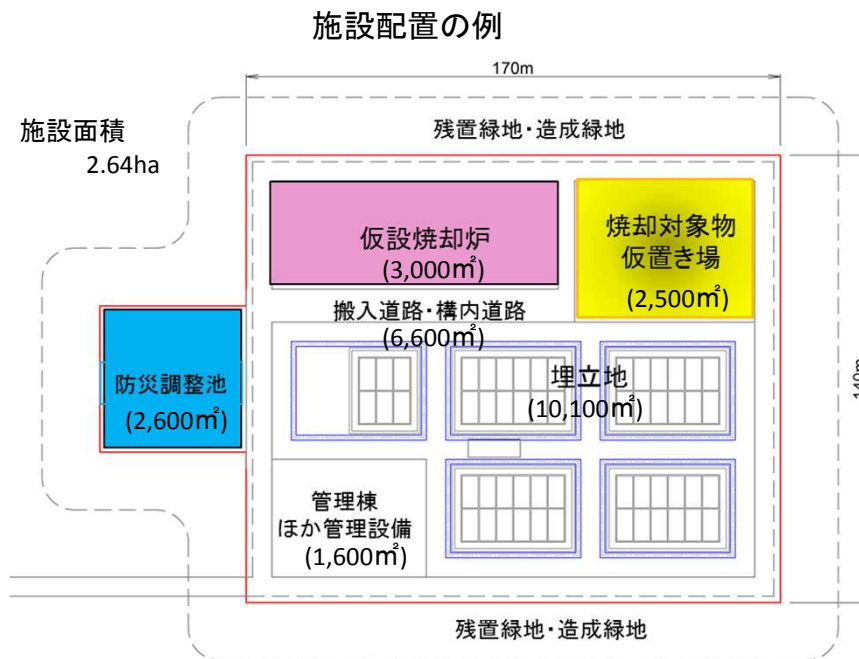 施設配置の例
170m
施設面積
2.64ha
残置緑地・造成緑地
仮設焼却炉
(3,000㎡)
焼却対象物
仮置き場
(2,500㎡)
搬入道路・構内道路
(6,600㎡)
防災調整池
(2,600㎡)
埋立地
(10,100㎡)
管理棟
ほか管理設備
(1,600㎡)
残置緑地・造成緑地